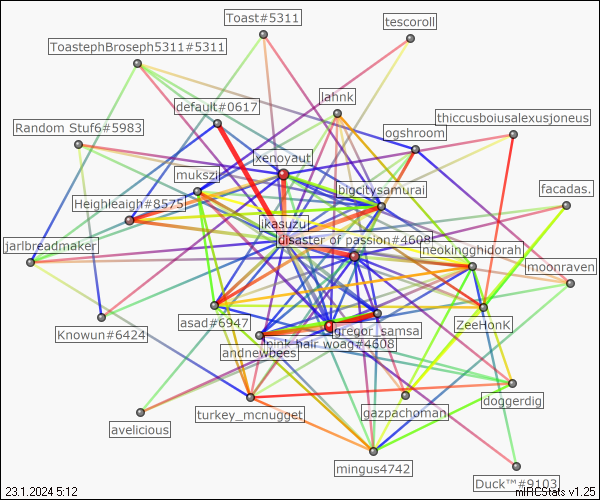 Toast#5311
tescoroll
ToastephBroseph5311#5311
lahnk
default#0617
thiccusboiusalexusjoneus
Random Stuf6#5983
ogshroom
xenoyaut
mukszi
bigcitysamurai
facadas.
Heighleigh#8575
ikasuzu
disaster of passion#4608
jarlbreadmaker
neokingghidorah
moonraven
asad#6947
ZeeHonK
Knowun#6424
gregor_samsa
pink hair woag#4608
andnewbees
doggerdig
avelicious
turkey_mcnugget
gazpachoman
mingus4742
Duck™#9103
23.1.2024 5:12
mIRCStats v1.25